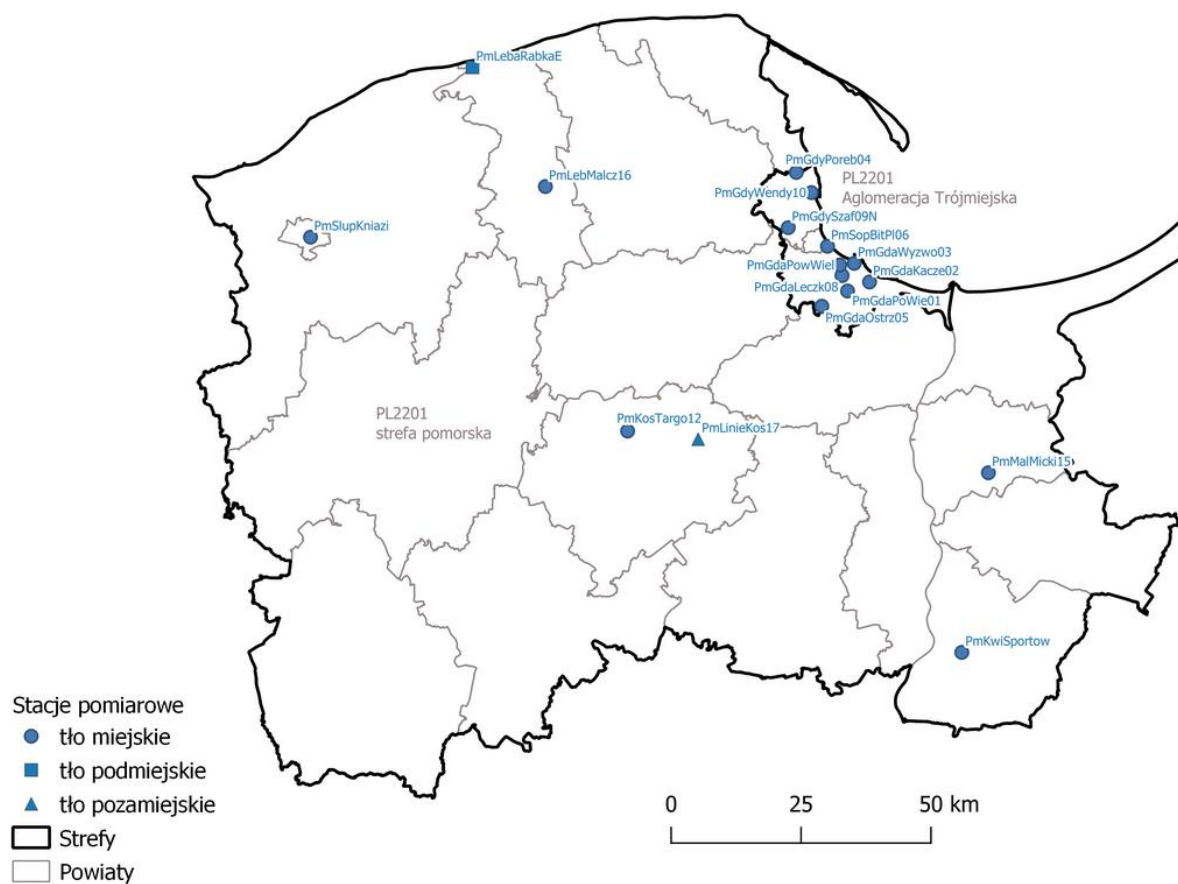 PmLebaRabkaE
PmGdyPoreb04
PL2201
Aglomeracja Trójmiejska
PmLebMalcz16
PmGdyWendy10
PmSlupKniazi
PmGdySzaf09N
PmSopBitPl06
PmGdaWyzwo03
PmGdaPowWiel
PmGdaKacze02
PmGdaLeczk08
PmGdaPoWie01
PmGdaOstrz05
PL2201
strefa pomorska
PmKosTargo12
PmLinieKos17
PmMalMicki15
PmKwiSportow
Stacje pomiarowe
tło miejskie
tło podmiejskie
tło pozamiejskie
Strefy
Powiaty
0 25 50 km